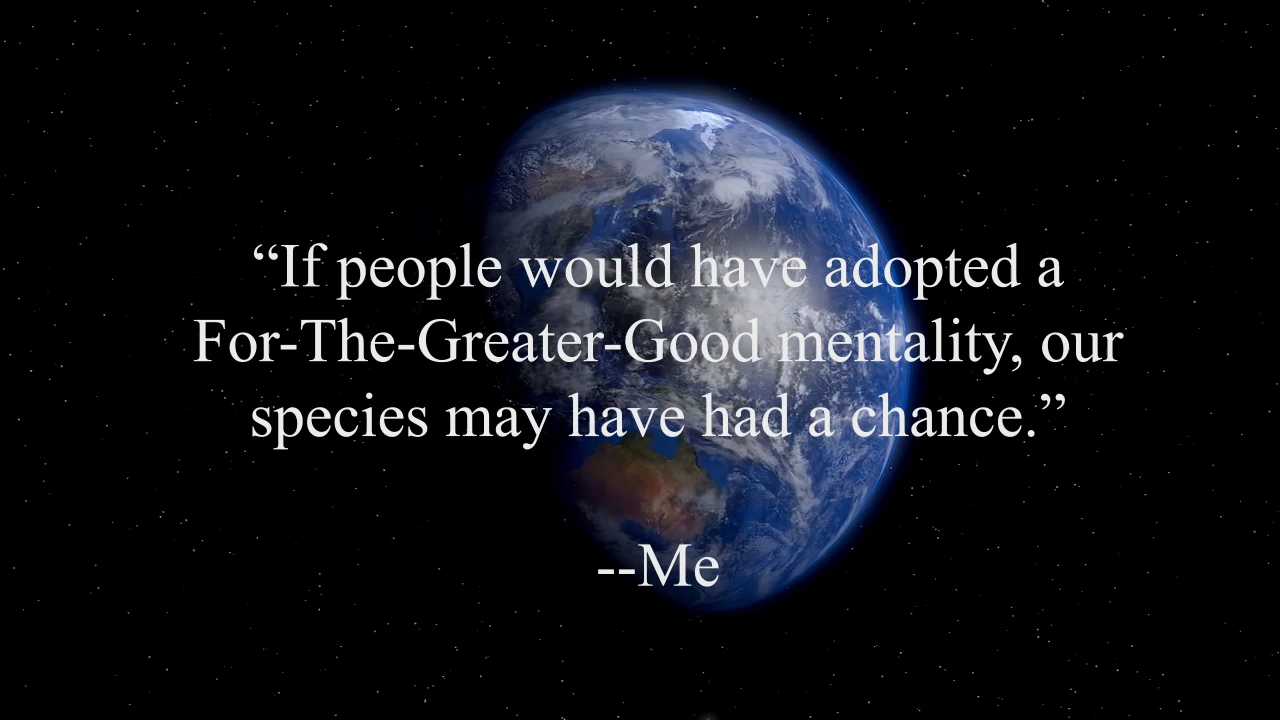 “If people would have adopted a
For-The-Greater-Good mentality, our
species may have had a chance.”
--Me